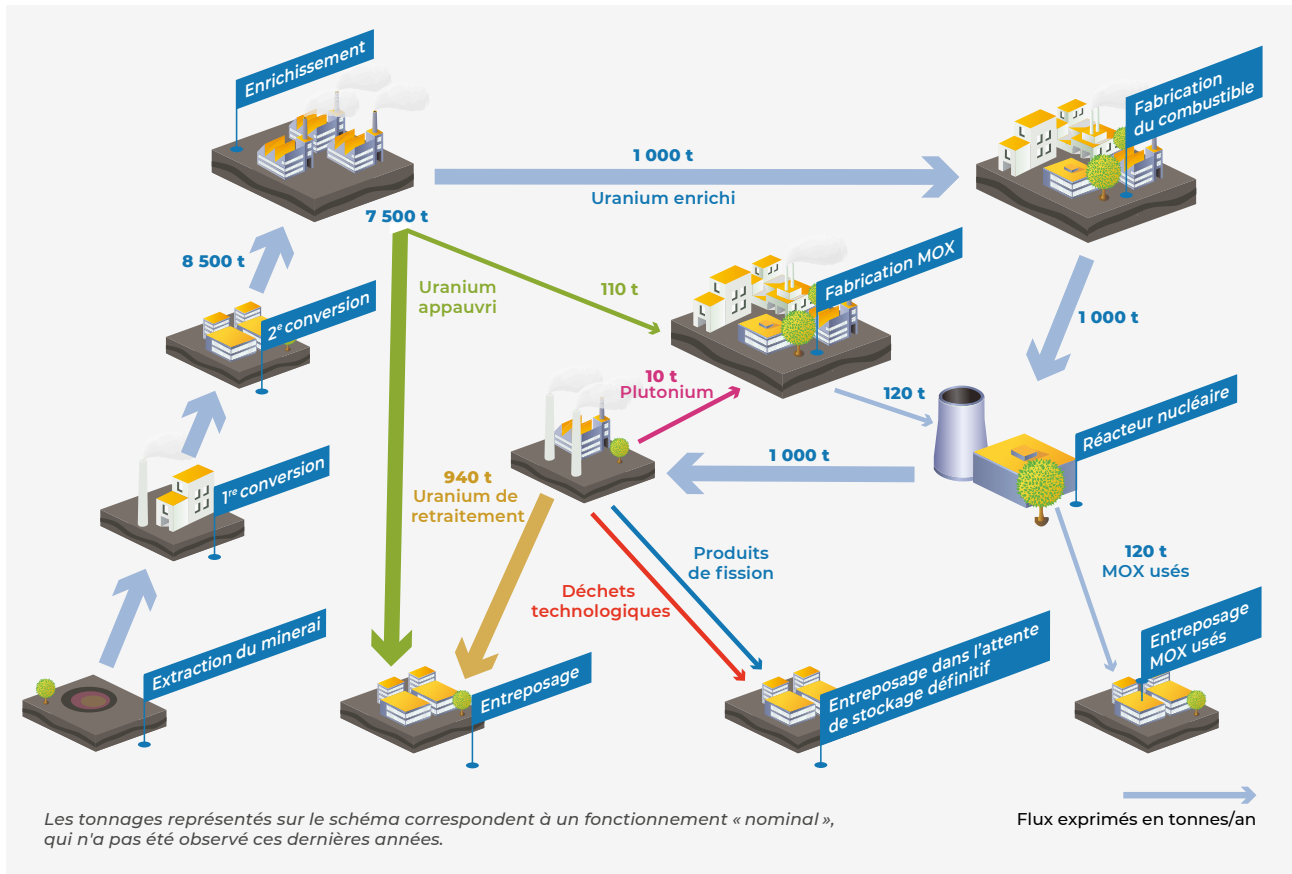 Enrichissement
Fabrication
du combustible
1 000 t
Uranium enrichi
7 500 t
8 500 t
Uranium
appauvri
110 t
Fabrication MOX
2e conversion
1 000 t
10 t
Plutonium
120 t
Réacteur nucléaire
1 000 t
1re conversion
940 t
Uranium de
retraitement
Produits
de fission
120 t
MOX usés
Déchets
technologiques
Extraction du minerai
Entreposage
Entreposage dans l’attente
de stockage définitif
Entreposage
MOX usés
Les tonnages représentés sur le schéma correspondent à un fonctionnement « nominal »,
qui n'a pas été observé ces dernières années.
Flux exprimés en tonnes/an